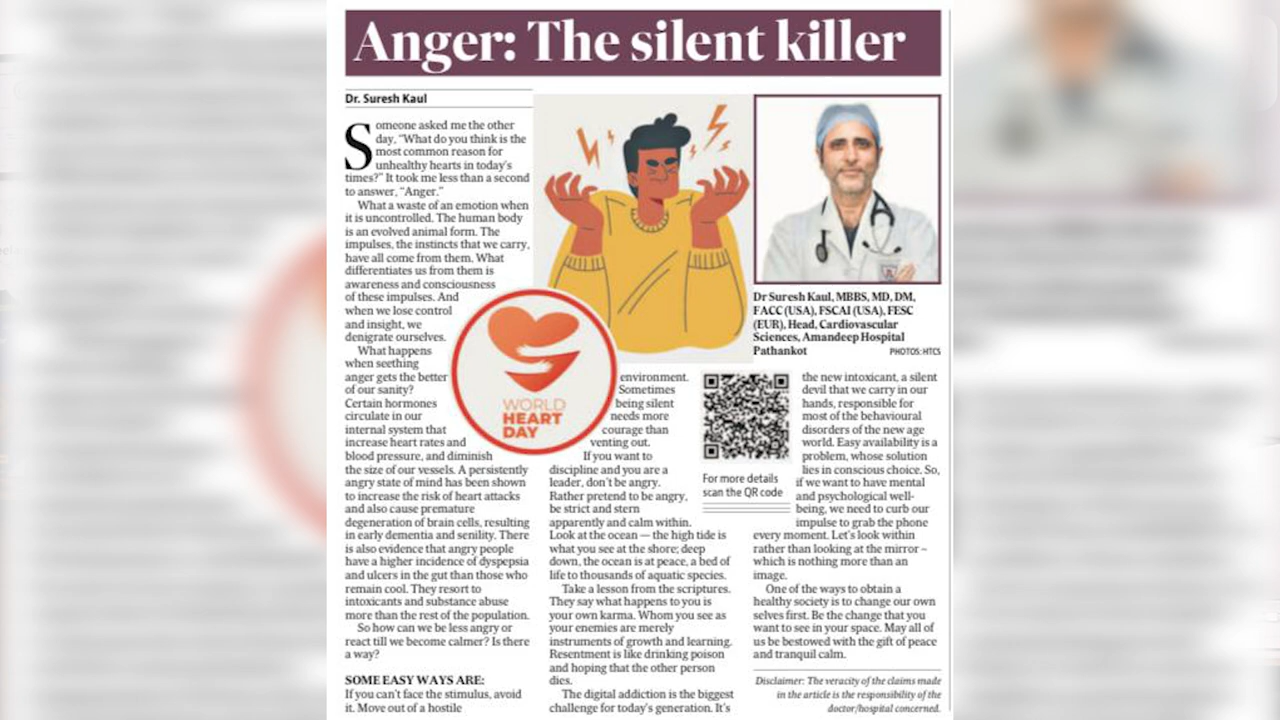 Anger: The silent killer
Dr. Suresh Kaul
Someone asked me the other
day, “What do you think is the
most common reason for
unhealthy hearts in today’s
times?” It took me less than a second
to answer, “Anger.”
What a waste of an emotion when
it is uncontrolled. The human body
is an evolved animal form. The
impulses, the instincts that we carry,
have all come from them. What
differentiates us from them is
awareness and consciousness
of these impulses. And
when we lose control
and insight, we
denigrate ourselves.
What happens
when seething
anger gets the better
of our sanity?
Certain hormones
circulate in our
internal system that
increase heart rates and
blood pressure, and diminish
the size of our vessels. A persistently
angry state of mind has been shown
to increase the risk of heart attacks
and also cause premature
degeneration of brain cells, resulting
in early dementia and senility. There
is also evidence that angry people
have a higher incidence of dyspepsia
and ulcers in the gut than those who
remain cool. They resort to
intoxicants and substance abuse
more than the rest of the population.
So how can we be less angry or
react till we become calmer? Is there
a way?
SOME EASY WAYS ARE:
If you can’t face the stimulus, avoid
it. Move out of a hostile
WORLD
HEART
DAY
environment.
Sometimes
being silent
needs more
courage than
venting out.
If you want to
discipline and you are a
leader, don’t be angry.
Rather pretend to be angry,
be strict and stern
apparently and calm within.
Look at the ocean — the high tide is
what you see at the shore; deep
down, the ocean is at peace, a bed of
life to thousands of aquatic species.
Take a lesson from the scriptures.
They say what happens to you is
your own karma. Whom you see as
your enemies are merely
instruments of growth and learning.
Resentment is like drinking poison
and hoping that the other person
dies.
The digital addiction is the biggest
challenge for today’s generation. It’s
Dr Suresh Kaul, MBBS, MD, DM,
FACC (USA), FSCAI (USA), FESC
(EUR), Head, Cardiovascular
Sciences, Amandeep Hospital
Pathankot
PHOTOS: HTCS
For more details
scan the QR code
the new intoxicant, a silent
devil that we carry in our
hands, responsible for
most of the behavioural
disorders of the new age
world. Easy availability is a
problem, whose solution
lies in conscious choice. So,
if we want to have mental
and psychological well-
being, we need to curb our
impulse to grab the phone
every moment. Let’s look within
rather than looking at the mirror –
which is nothing more than an
image.
One of the ways to obtain a
healthy society is to change our own
selves first. Be the change that you
want to see in your space. May all of
us be bestowed with the gift of peace
and tranquil calm.
Disclaimer: The veracity of the claims made
in the article is the responsibility of the
doctor/hospital concerned.